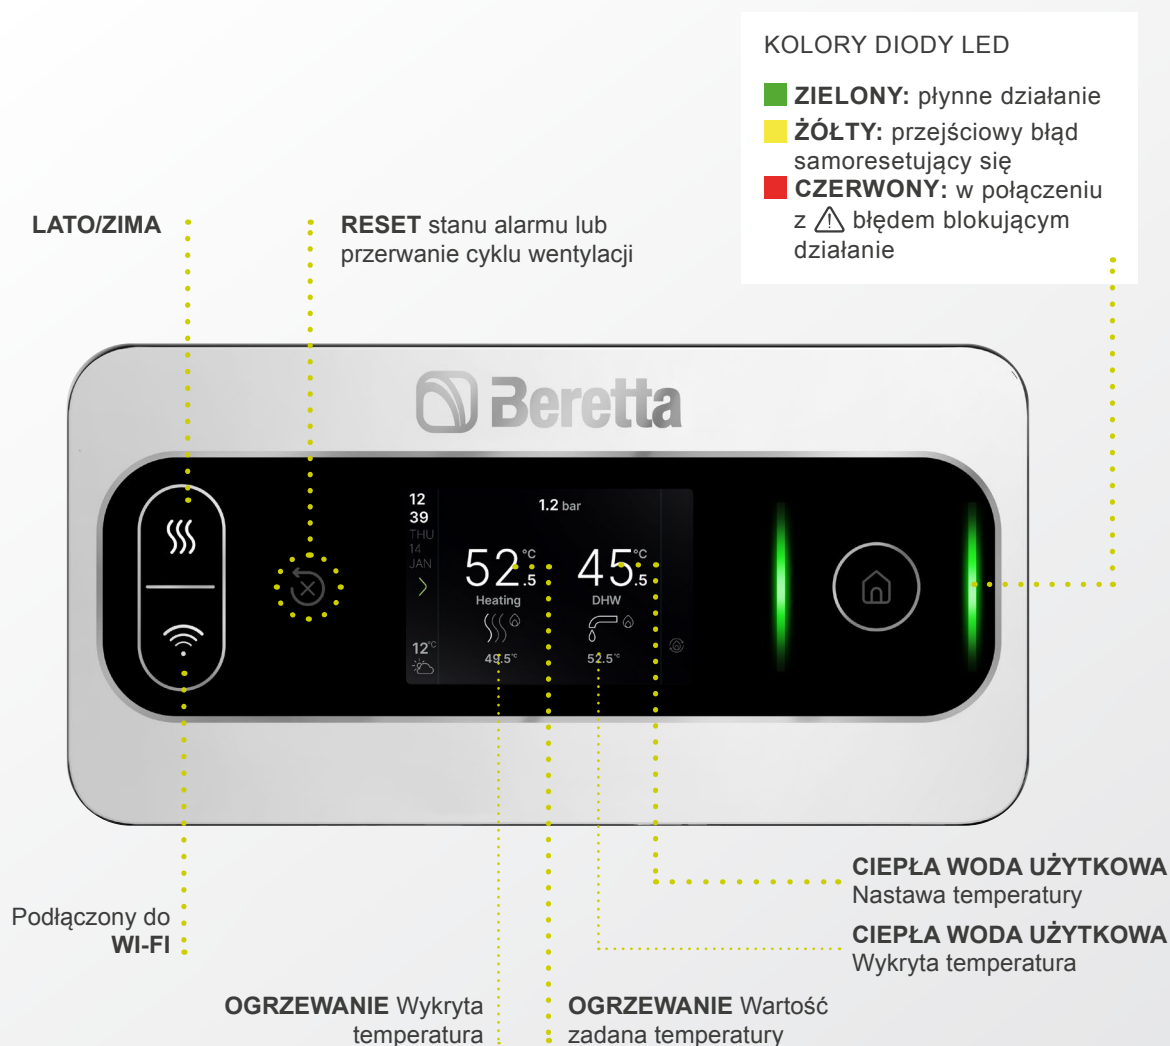 KOLORY DIODY LED
ZIELONY: płynne działanie
ŻÓŁTY: przejściowy błąd
samoresetujący się
CZERWONY: w połączeniu
z ⚠ błędem blokującym
działanie
LATO/ZIMA
RESET stanu alarmu lub
przerwanie cyklu wentylacji
Beretta
12
39
THU
14
JAN
12°C
1.2 bar
52.5°C
Heating
49.5°C
45.5°C
DHW
52.5°C
Podłączony do
WI-FI
CIEPŁA WODA UŻYTKOWA
Nastawa temperatury
CIEPŁA WODA UŻYTKOWA
Wykryta temperatura
OGRZEWANIE Wykryta
temperatura
OGRZEWANIE Wartość
zadana temperatury